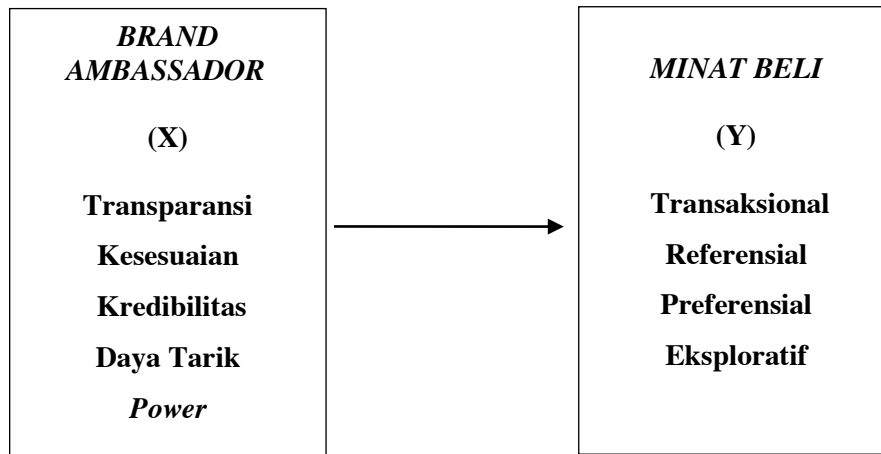 BRAND
AMBASSADOR
(X)
Transparansi
Kesesuaian
Kredibilitas
Daya Tarik
Power
MINAT BELI
(Y)
Transaksional
Referensial
Preferensial
Eksploratif